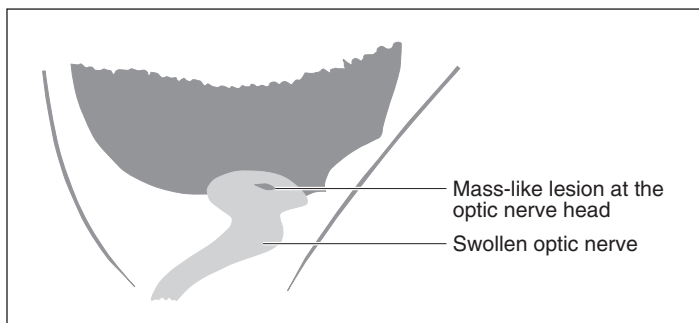 Mass-like lesion at the
optic nerve head
Swollen optic nerve